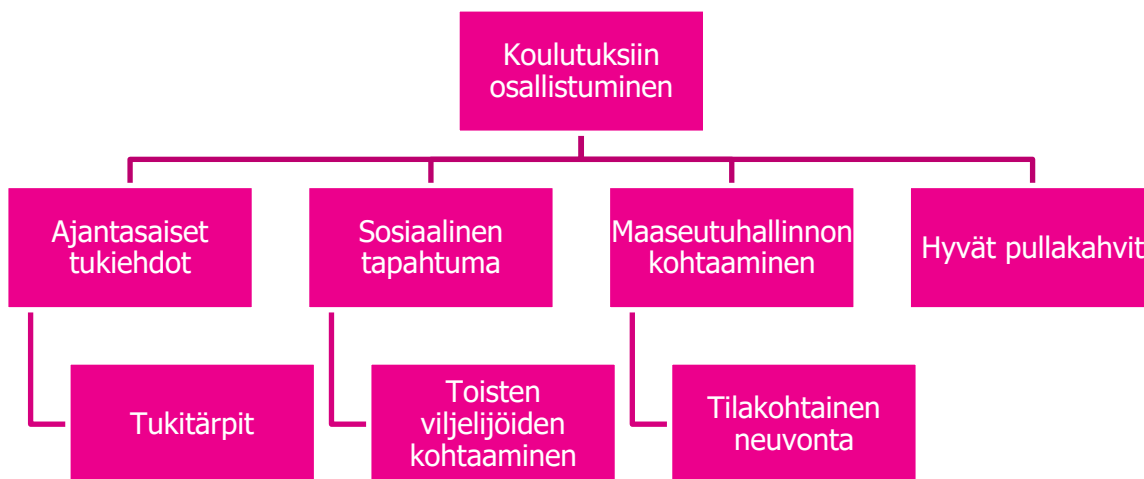 Koulutuksiin
osallistuminen
Ajantasaiset
tukiehdot
Sosiaalinen
tapahtuma
Maaseutuhallinnon
kohtaaminen
Hyvät pullakahvit
Tukitärpit
Toisten
viljelijöiden
kohtaaminen
Tilakohtainen
neuvonta